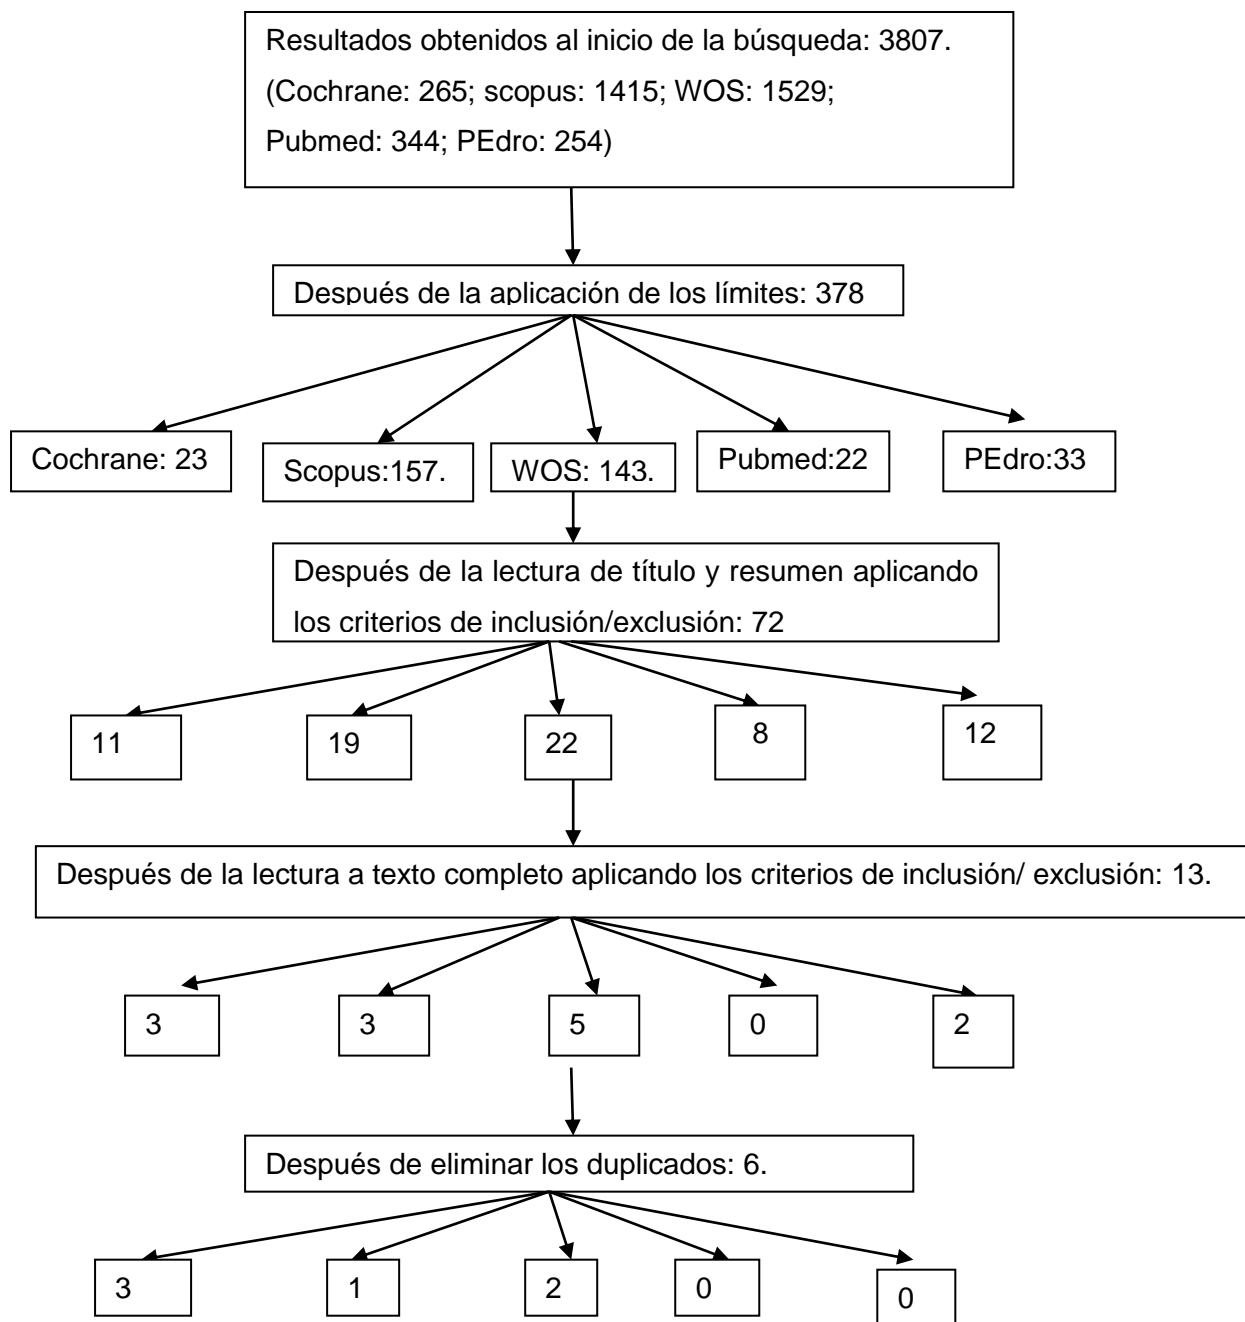 Resultados obtenidos al inicio de la búsqueda: 3807.
(Cochrane: 265; scopus: 1415; WOS: 1529;
Pubmed: 344; PEdro: 254)
Después de la aplicación de los límites: 378
Cochrane: 23
Scopus:157.
WOS: 143.
Pubmed:22
PEdro:33
Después de la lectura de título y resumen aplicando
los criterios de inclusión/exclusión: 72
11
19
22
8
12
Después de la lectura a texto completo aplicando los criterios de inclusión/ exclusión: 13.
3
3
5
0
2
Después de eliminar los duplicados: 6.
3
1
2
0
0